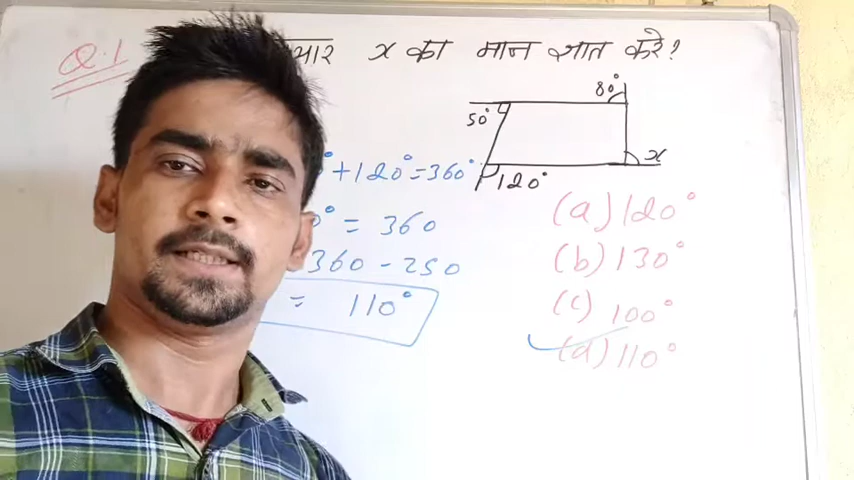 Q.1 x का मान ज्ञात करे?
80°
50°
x
120°
+120°=360°
° = 360
360 - 250
= 110°
(a) 120°
(b) 130°
(c) 100°
(d) 110°